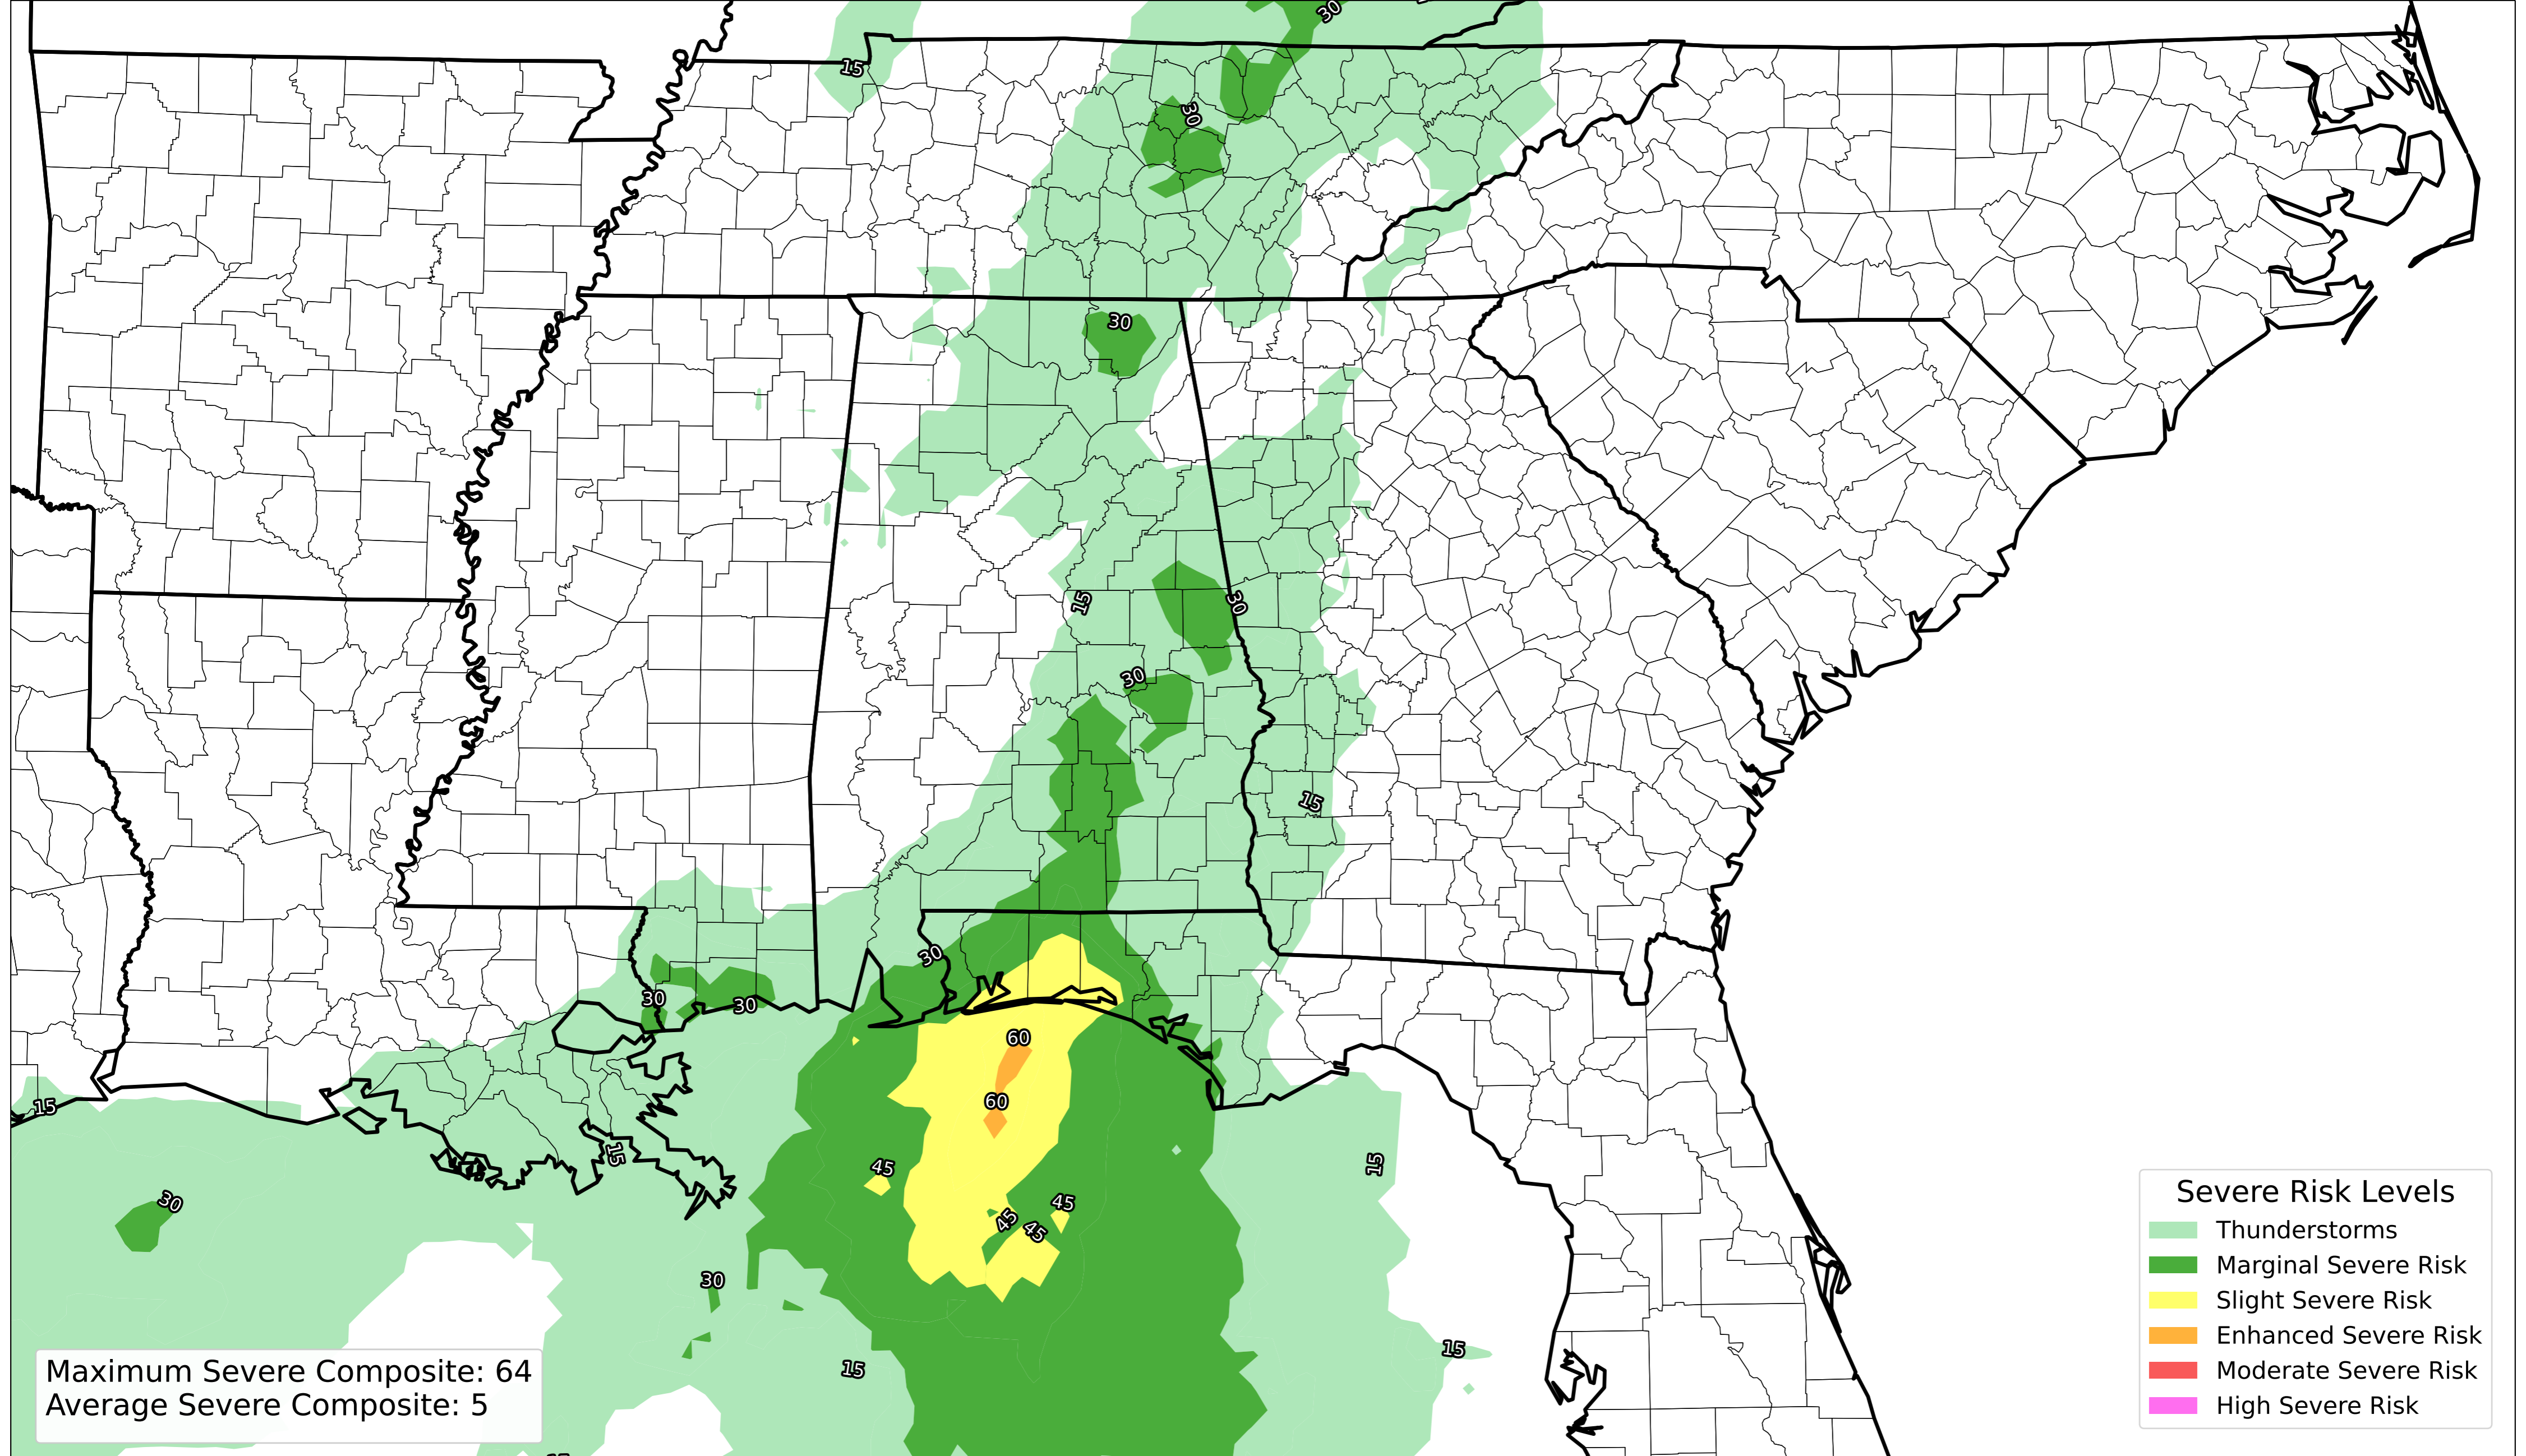 30
15
30
30
15
30
30
15
30
30
30
15
60
60
15
15
45
30
45
45
45
30
15
15
Severe Risk Levels
Thunderstorms
Marginal Severe Risk
Slight Severe Risk
Enhanced Severe Risk
Moderate Severe Risk
High Severe Risk
Maximum Severe Composite: 64
Average Severe Composite: 5